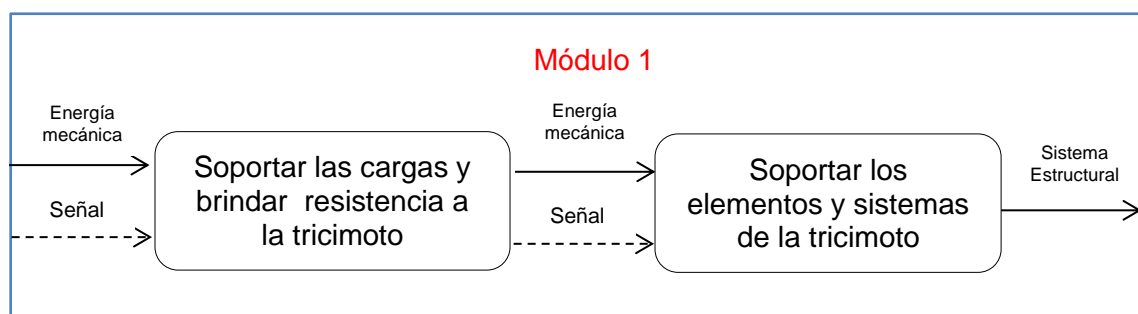 Módulo 1
Energía
mecánica
Señal
Soportar las cargas y
brindar resistencia a
la tricimoto
Energía
mecánica
Señal
Soportar los
elementos y sistemas
de la tricimoto
Sistema
Estructural